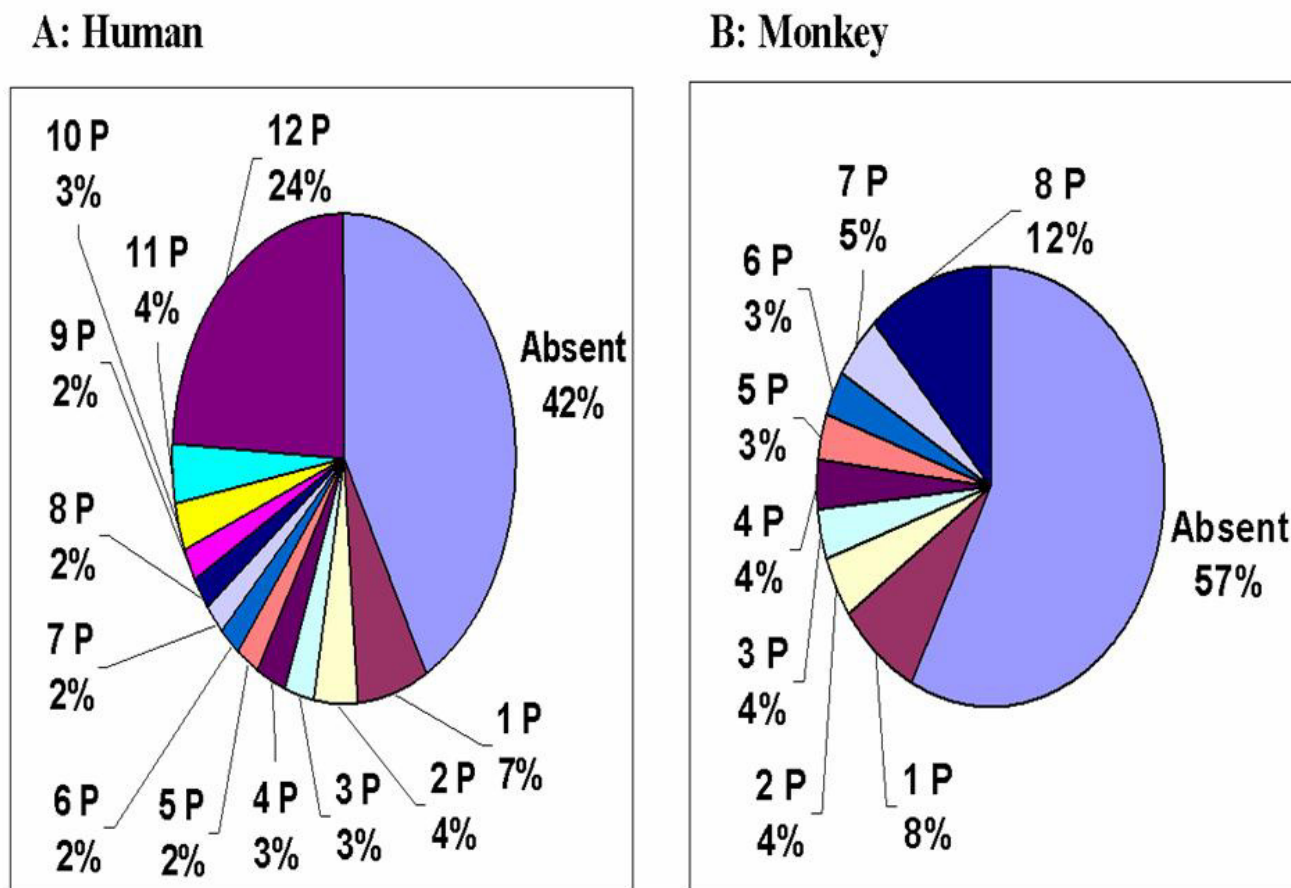 A: Human
12 P
24%
10 P
3%
11 P
4%
9 P
2%
8 P
2%
7 P
2%
6 P
2%
5 P
2%
4 P
3%
3 P
3%
2 P
4%
1 P
7%
Absent
42%
B: Monkey
8 P
12%
7 P
5%
6 P
3%
5 P
3%
4 P
4%
3 P
4%
2 P
4%
1 P
8%
Absent
57%